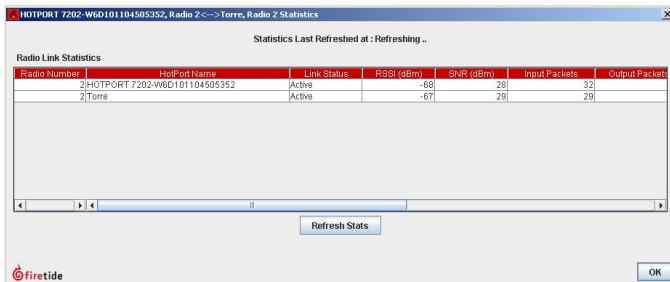 HOTPORT 7202-W6D101104505352, Radio 2<-->Torre, Radio 2 Statistics
Statistics Last Refreshed at : Refreshing ..
Radio Link Statistics
Radio Number HotPort Name Link Status RSSI (dBm) SNR (dBm) Input Packets Output Packets
2 HOTPORT 7202-W6D101104505352 Active -68 28 32
2 Torre Active -67 29 29
Refresh Stats
firetide
OK